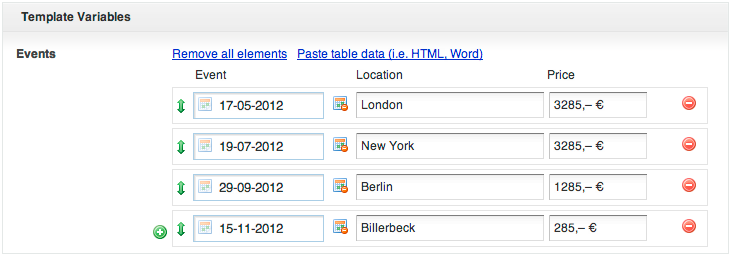 Template Variables
Events Remove all elements Paste table data (i.e. HTML, Word)
Event Location Price
17-05-2012 London 3285,– €
19-07-2012 New York 3285,– €
29-09-2012 Berlin 1285,– €
15-11-2012 Billerbeck 285,– €